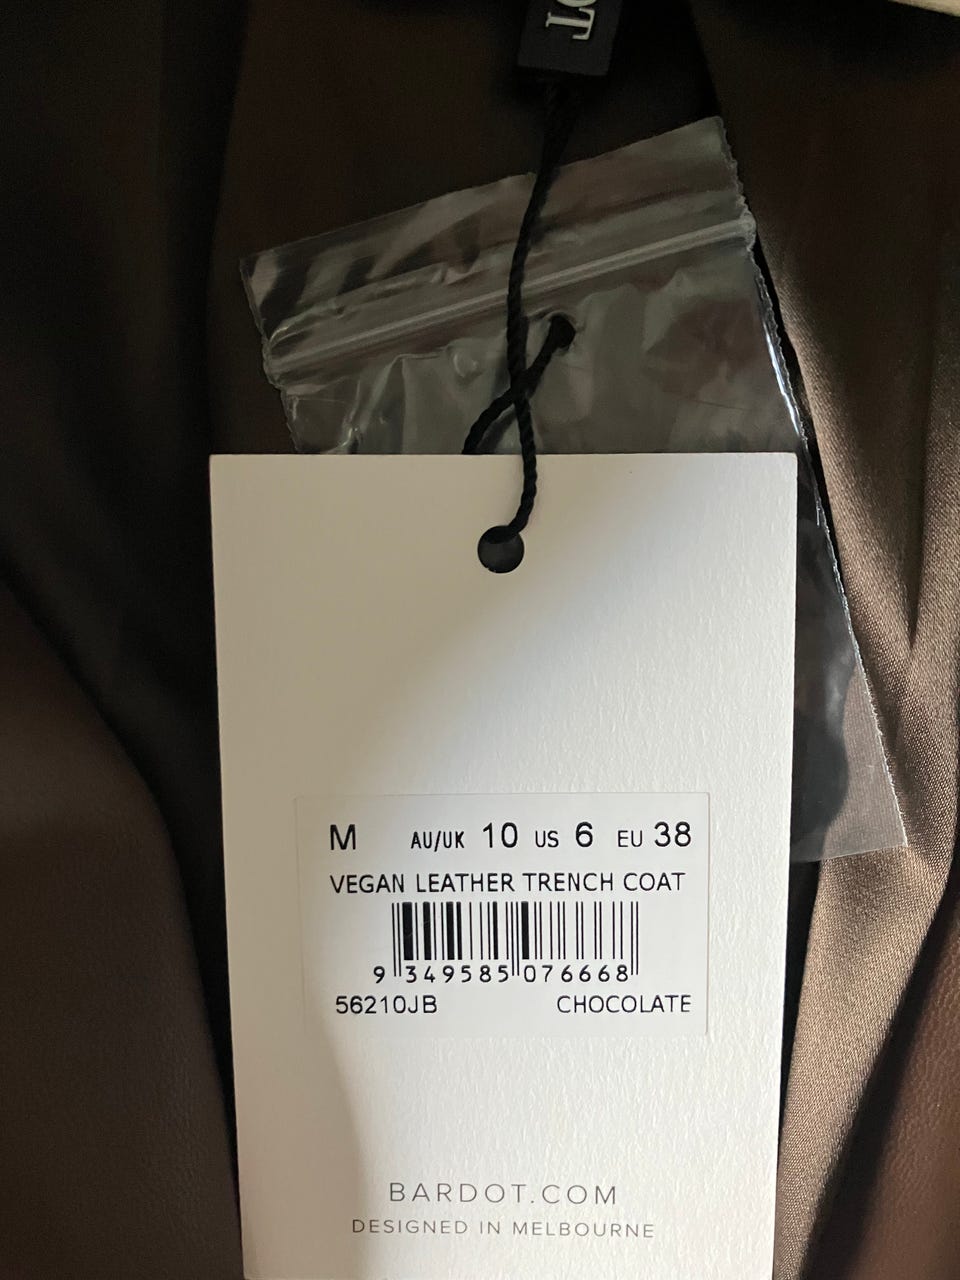 OT
M AU/UK 10 US 6 EU 38
VEGAN LEATHER TRENCH COAT
9 349585 076668
56210JB CHOCOLATE
BARDOT.COM
DESIGNED IN MELBOURNE